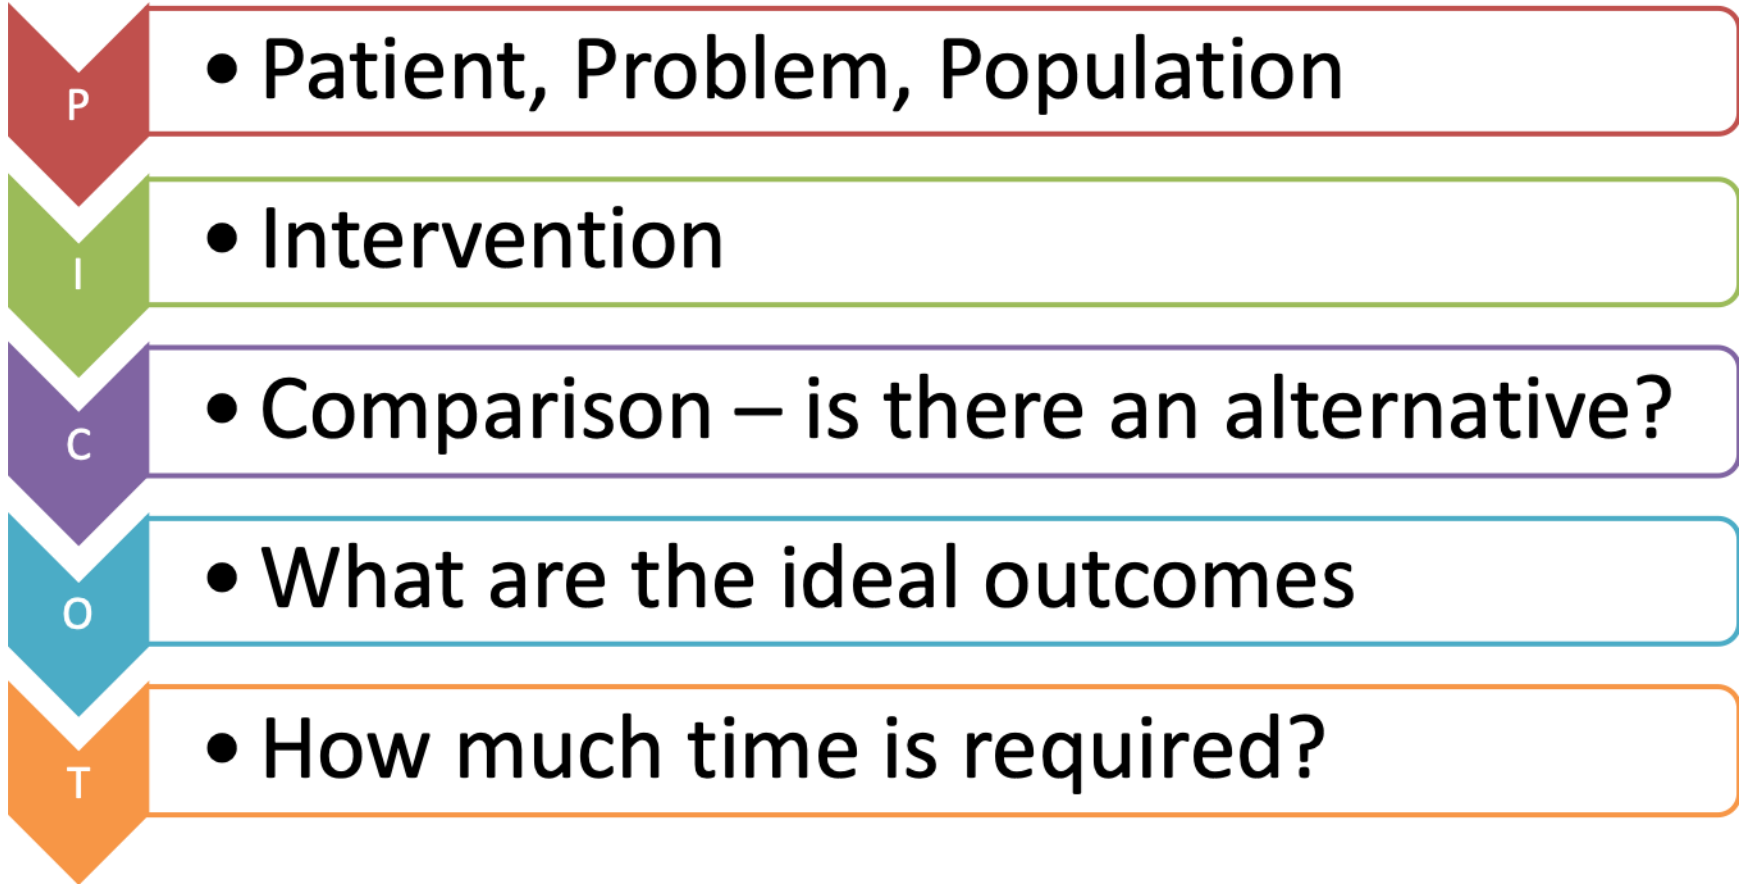 P
• Patient, Problem, Population
I
• Intervention
C
• Comparison – is there an alternative?
O
• What are the ideal outcomes
T
• How much time is required?